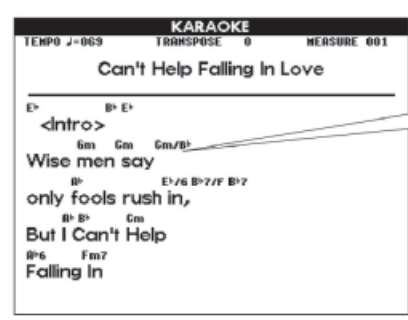 KARAOKE
TEMPO ♩=069 TRANSPOSE 0 MEASURE 001
Can't Help Falling In Love
E♭ B♭ E♭
<Intro>
Gm Cm Gm/B♭
Wise men say
A♭ E♭/G B♭7/F B♭7
only fools rush in,
A♭ B♭ Cm
But I Can't Help
A♭6 Fm7
Falling In